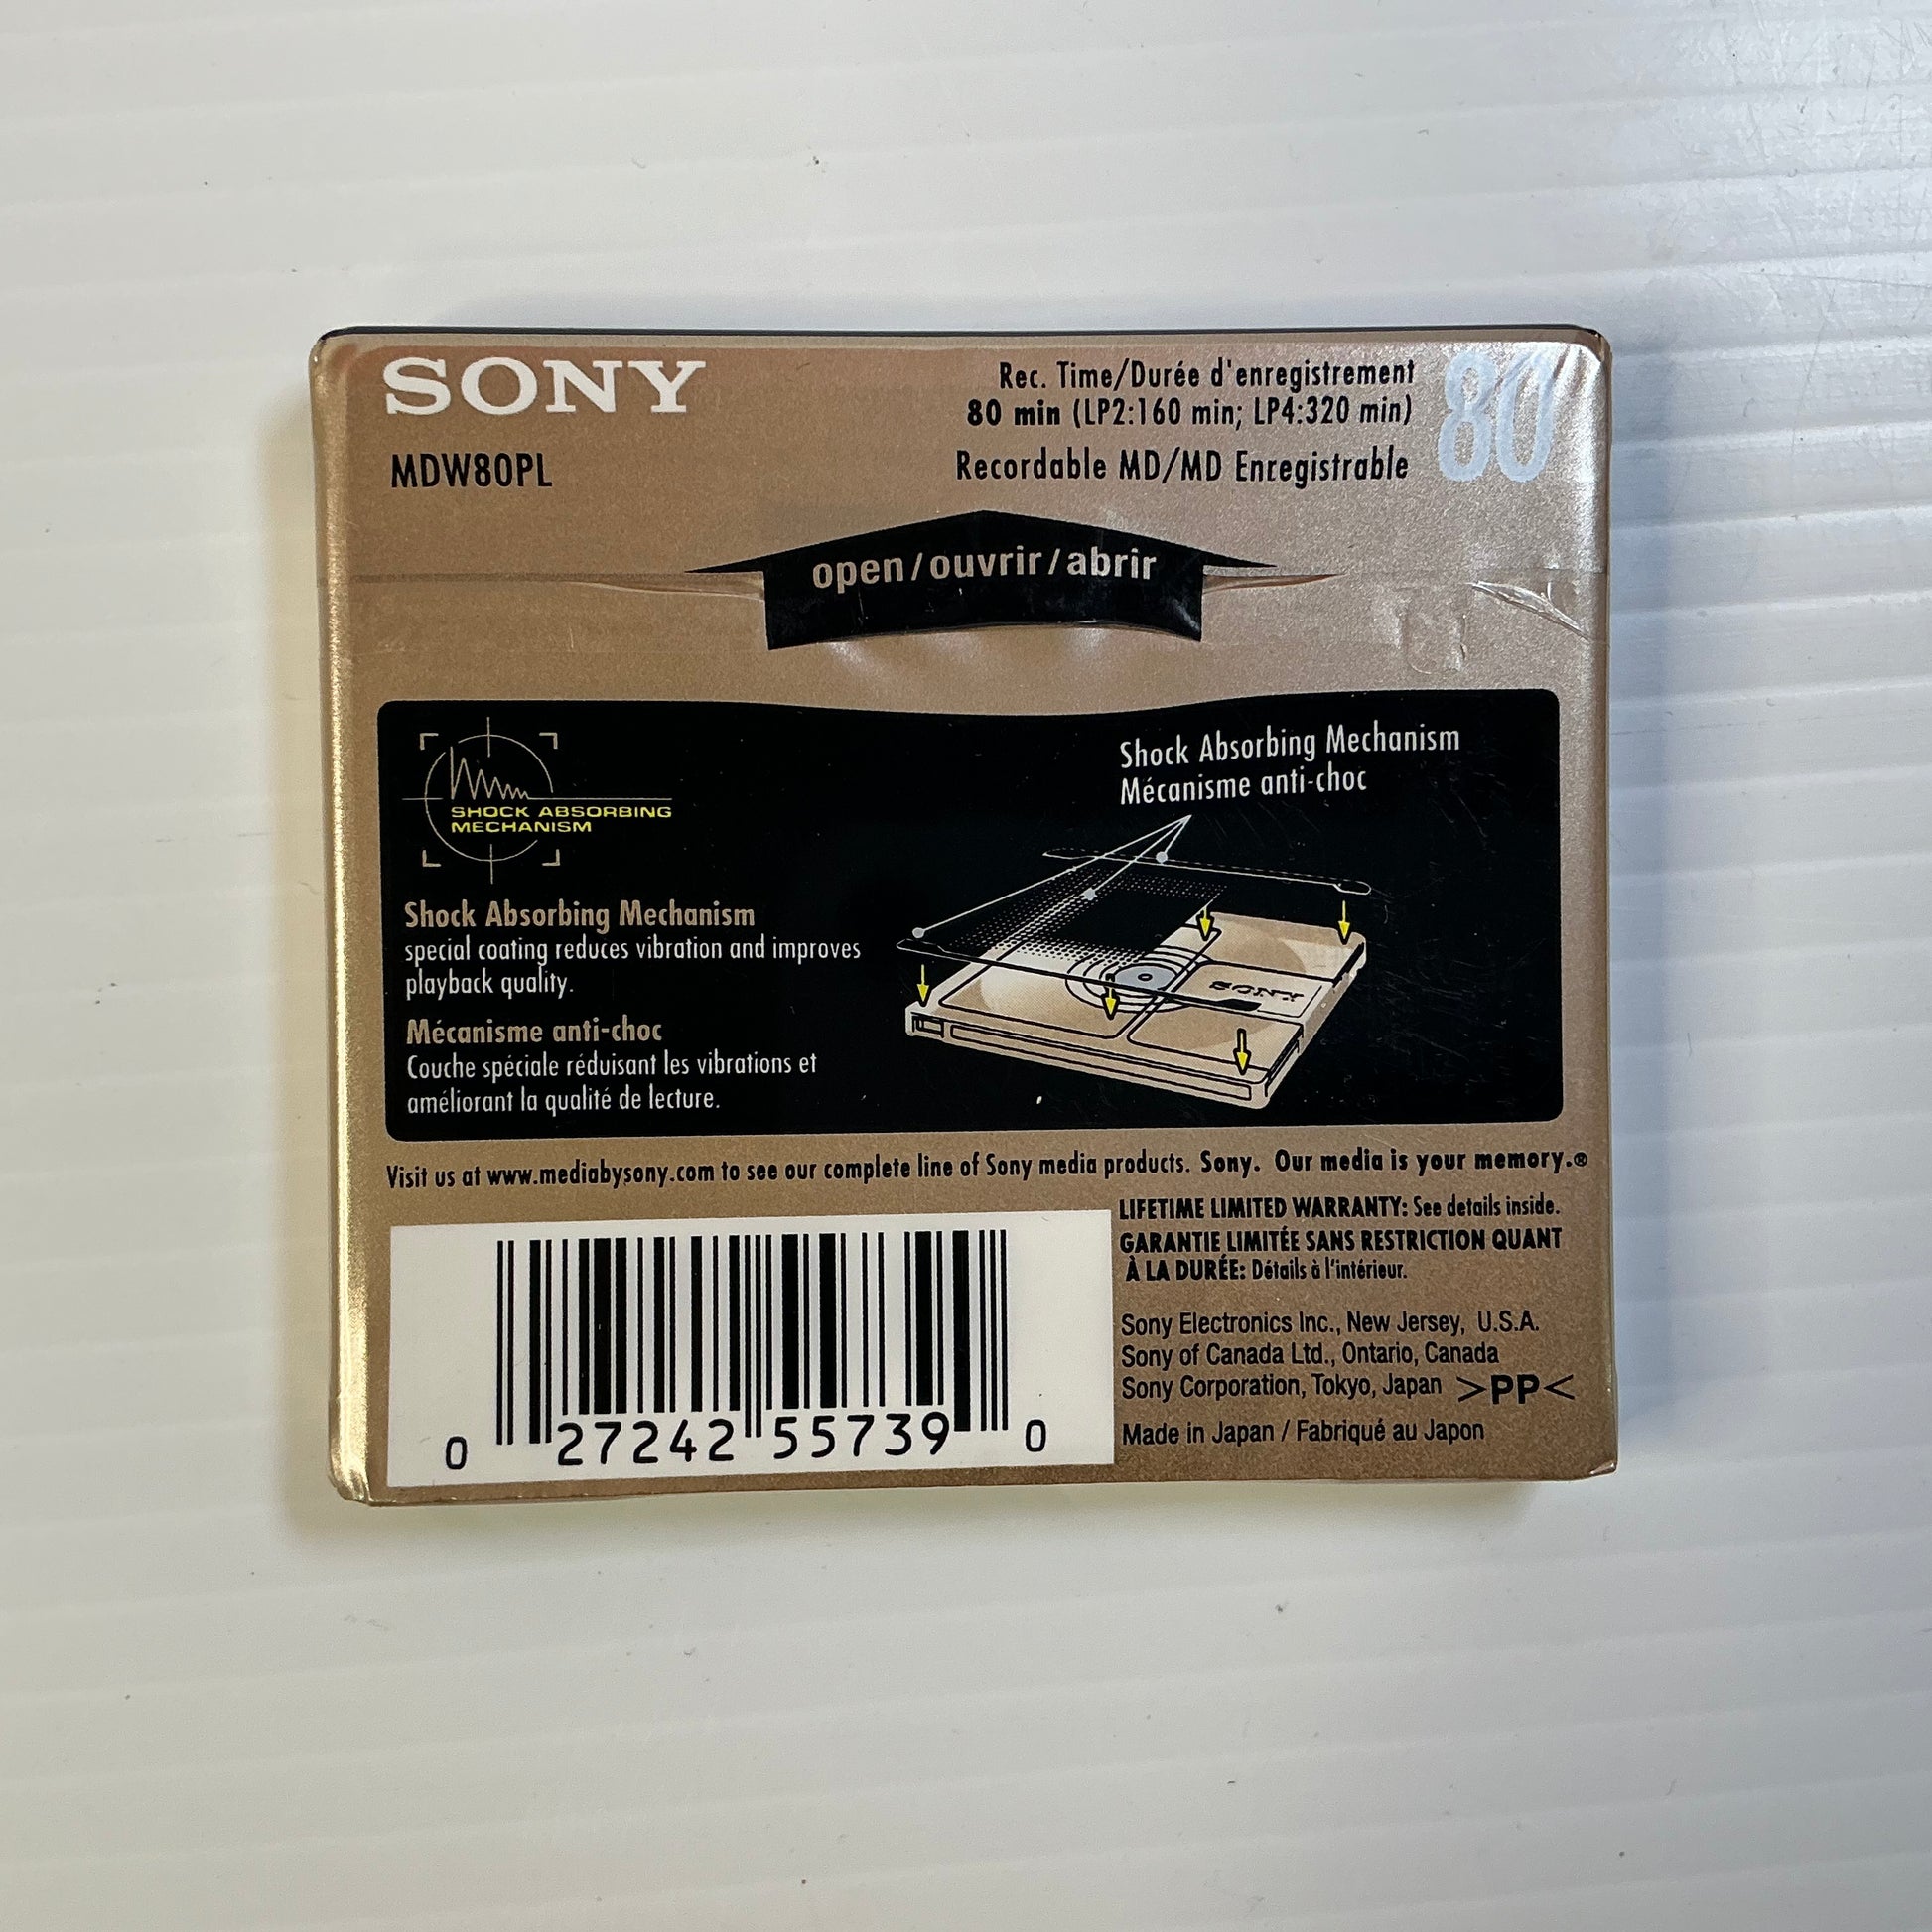 SONY
MDW80PL
Rec. Time/Durée d'enregistrement
80 min (LP2:160 min; LP4:320 min)
Recordable MD/MD Enregistrable
80
open/ouvrir/abrir
SHOCK ABSORBING
MECHANISM
Shock Absorbing Mechanism
Mécanisme anti-choc
Shock Absorbing Mechanism
special coating reduces vibration and improves
playback quality.
Mécanisme anti-choc
Couche spéciale réduisant les vibrations et
améliorant la qualité de lecture.
SONY
Visit us at www.mediabysony.com to see our complete line of Sony media products. Sony. Our media is your memory.®
LIFETIME LIMITED WARRANTY: See details inside.
GARANTIE LIMITÉE SANS RESTRICTION QUANT
À LA DURÉE: Détails à l'intérieur.
Sony Electronics Inc., New Jersey, U.S.A.
Sony of Canada Ltd., Ontario, Canada
Sony Corporation, Tokyo, Japan >PP<
Made in Japan / Fabriqué au Japon
0 27242 55739 0